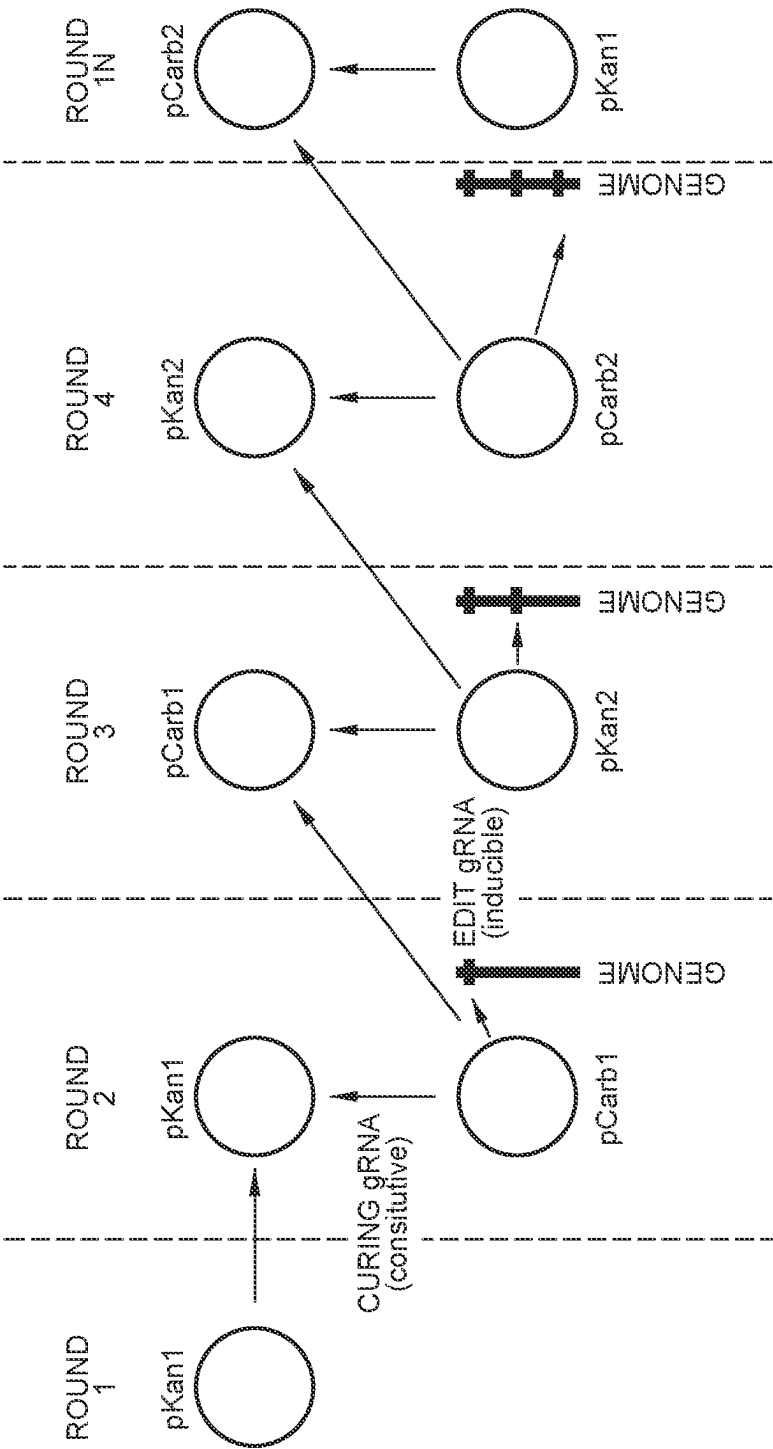 ROUND
1
pKan1
ROUND
2
pKan1
CURING gRNA
(consitutive)
pCarb1
GENOME
ROUND
3
pCarb1
EDIT gRNA
(inducible)
pKan2
GENOME
ROUND
4
pKan2
pCarb2
GENOME
ROUND
1N
pCarb2
pKan1